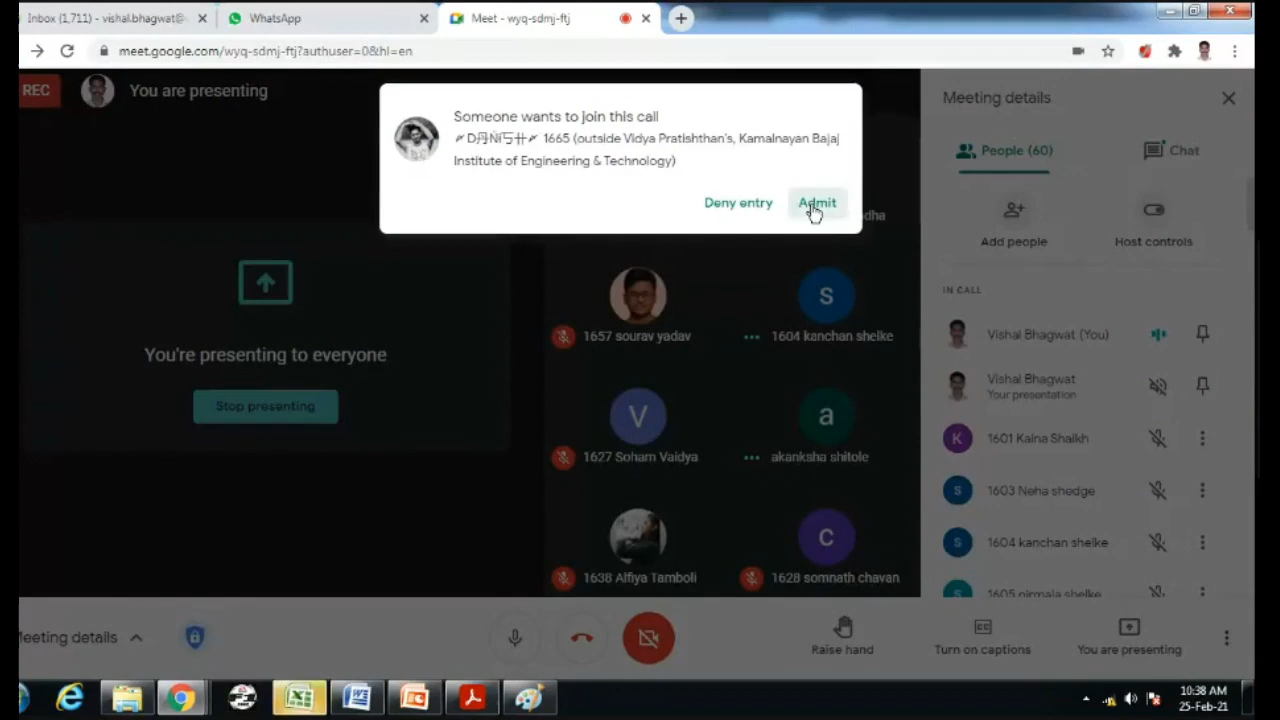 Inbox (1,711) - vishal.bhagwat@
WhatsApp
Meet - wyq-sdmj-ftj
meet.google.com/wyq-sdmj-ftj?authuser=0&hl=en
REC
You are presenting
Someone wants to join this call
1665 (outside Vidya Pratishthan's, Kamalnayan Bajaj
Institute of Engineering & Technology)
Deny entry
Admit
Meeting details
People (60)
Chat
Add people
Host controls
IN CALL
Vishal Bhagwat (You)
Vishal Bhagwat
Your presentation
K
1601 Kaina Shaikh
s
1603 Neha shedge
s
1604 kanchan shelke
1605 nirmala shelke
You're presenting to everyone
Stop presenting
s
1657 sourav yadav
1604 kanchan shelke
V
a
1627 Soham Vaidya
akanksha shitole
c
1638 Alfiya Tamboli
1628 somnath chavan
Meeting details
Raise hand
CC
Turn on captions
You are presenting
10:38 AM
25-Feb-21